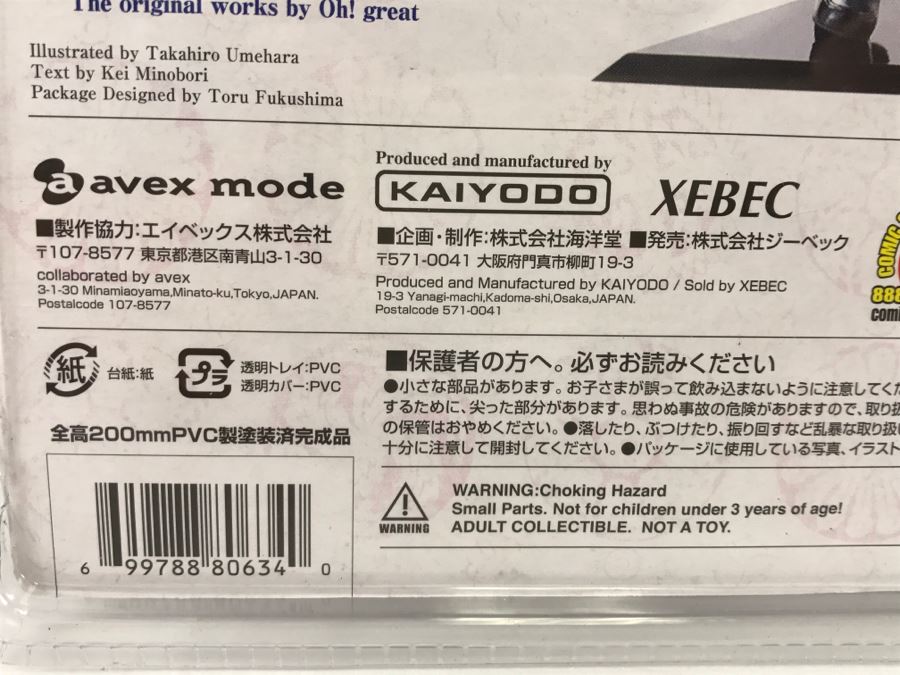 The original works by Oh! great
Illustrated by Takahiro Umehara
Text by Kei Minobori
Package Designed by Toru Fukushima
a avex mode
■製作協力:エイベックス株式会社
〒107-8577 東京都港区南青山3-1-30
collaborated by avex
3-1-30 Minamiaoyama,Minato-ku,Tokyo,JAPAN.
Postalcode 107-8577
Produced and manufactured by
KAIYODO
XEBEC
■企画・制作:株式会社海洋堂 ■発売:株式会社ジーベック
〒571-0041 大阪府門真市柳町19-3
Produced and Manufactured by KAIYODO / Sold by XEBEC
19-3 Yanagi-machi,Kadoma-shi,Osaka,JAPAN.
Postalcode 571-0041
COMIC
888
comi
紙 台紙:紙
プラ 透明トレイ:PVC
透明カバー:PVC
全高200mmPVC製塗装済完成品
■保護者の方へ。必ずお読みください
●小さな部品があります。お子さまが誤って飲み込まないように注意してくだ
するために、尖った部分があります。思わぬ事故の危険がありますので、取り扱
の保管はおやめください。●落したり、ぶつけたり、振り回すなど乱暴な取り扱い
十分に注意して開封してください。●パッケージに使用している写真、イラスト
WARNING
WARNING:Choking Hazard
Small Parts. Not for children under 3 years of age!
ADULT COLLECTIBLE. NOT A TOY.
6 99788 80634 0